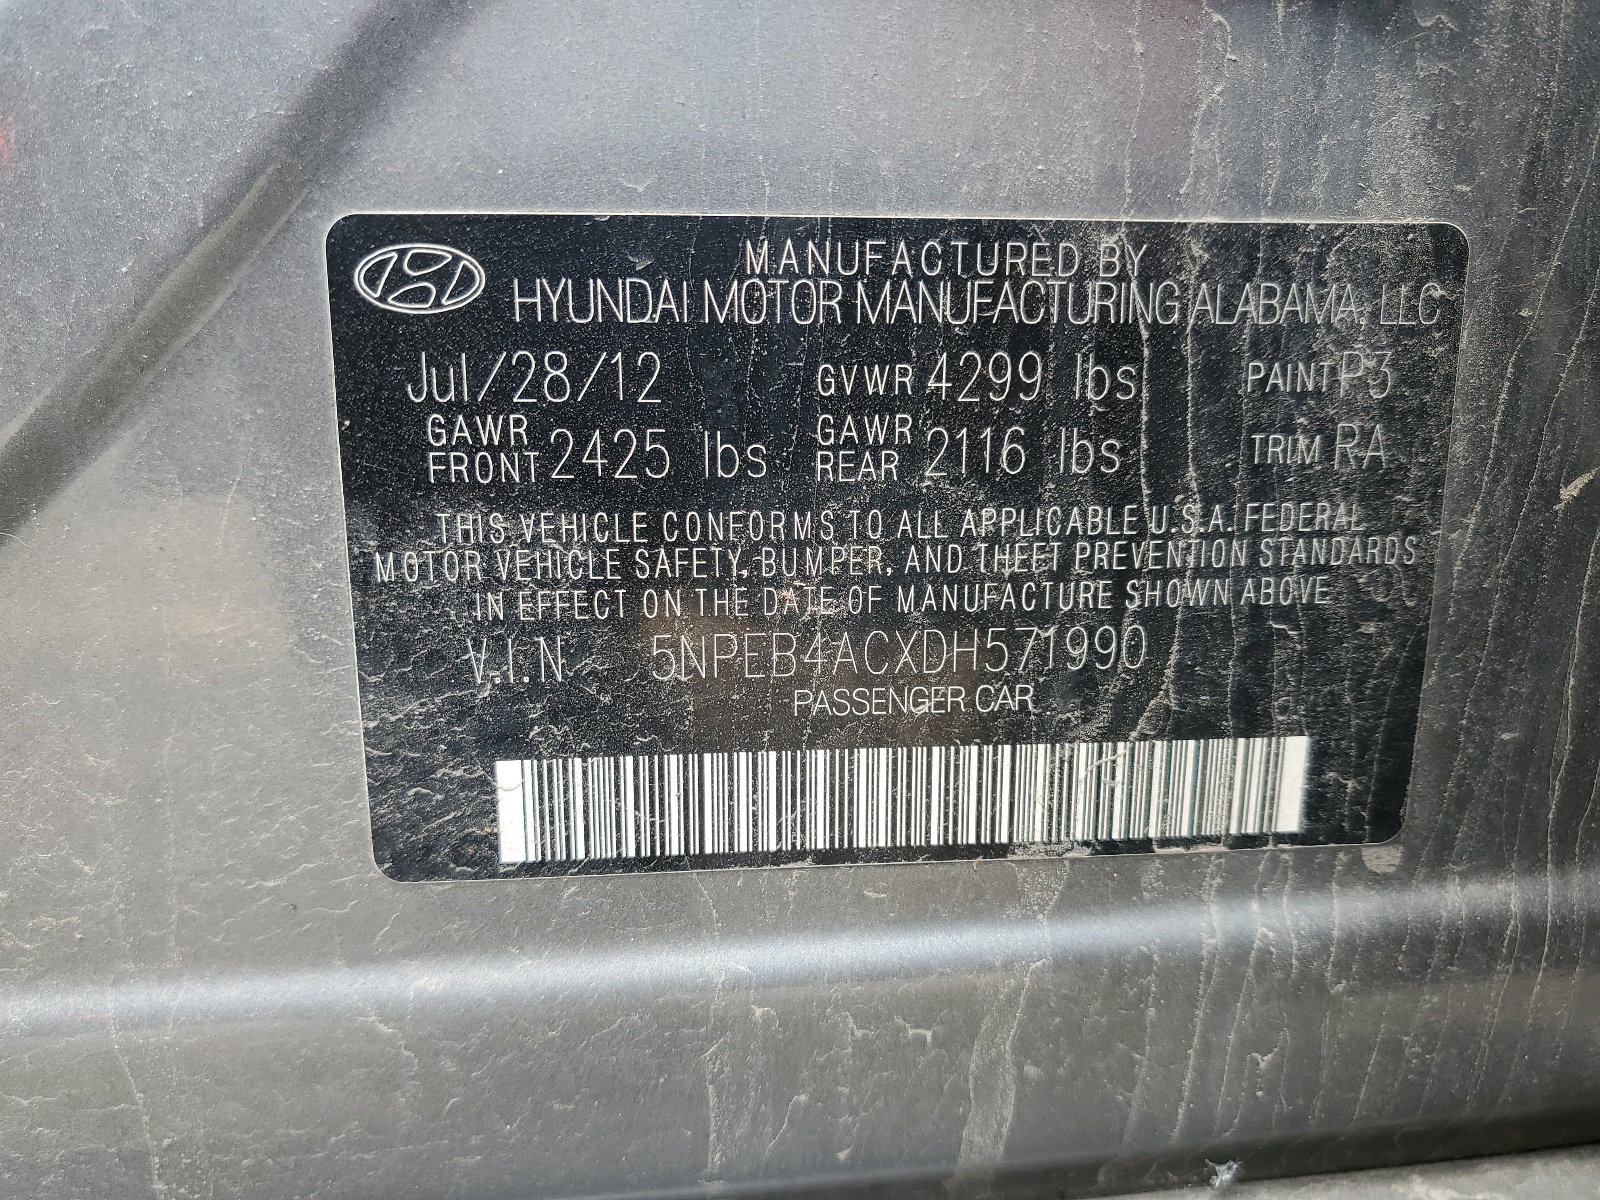 MANUFACTURED BY
HYUNDAI MOTOR MANUFACTURING ALABAMA, LLC
Jul/28/12 GVWR 4299 lbs PAINT P3
GAWR FRONT 2425 lbs GAWR REAR 2116 lbs TRIM RA
THIS VEHICLE CONFORMS TO ALL APPLICABLE U.S.A. FEDERAL
MOTOR VEHICLE SAFETY, BUMPER, AND THEFT PREVENTION STANDARDS
IN EFFECT ON THE DATE OF MANUFACTURE SHOWN ABOVE
V.I.N 5NPEB4ACXDH571990
PASSENGER CAR